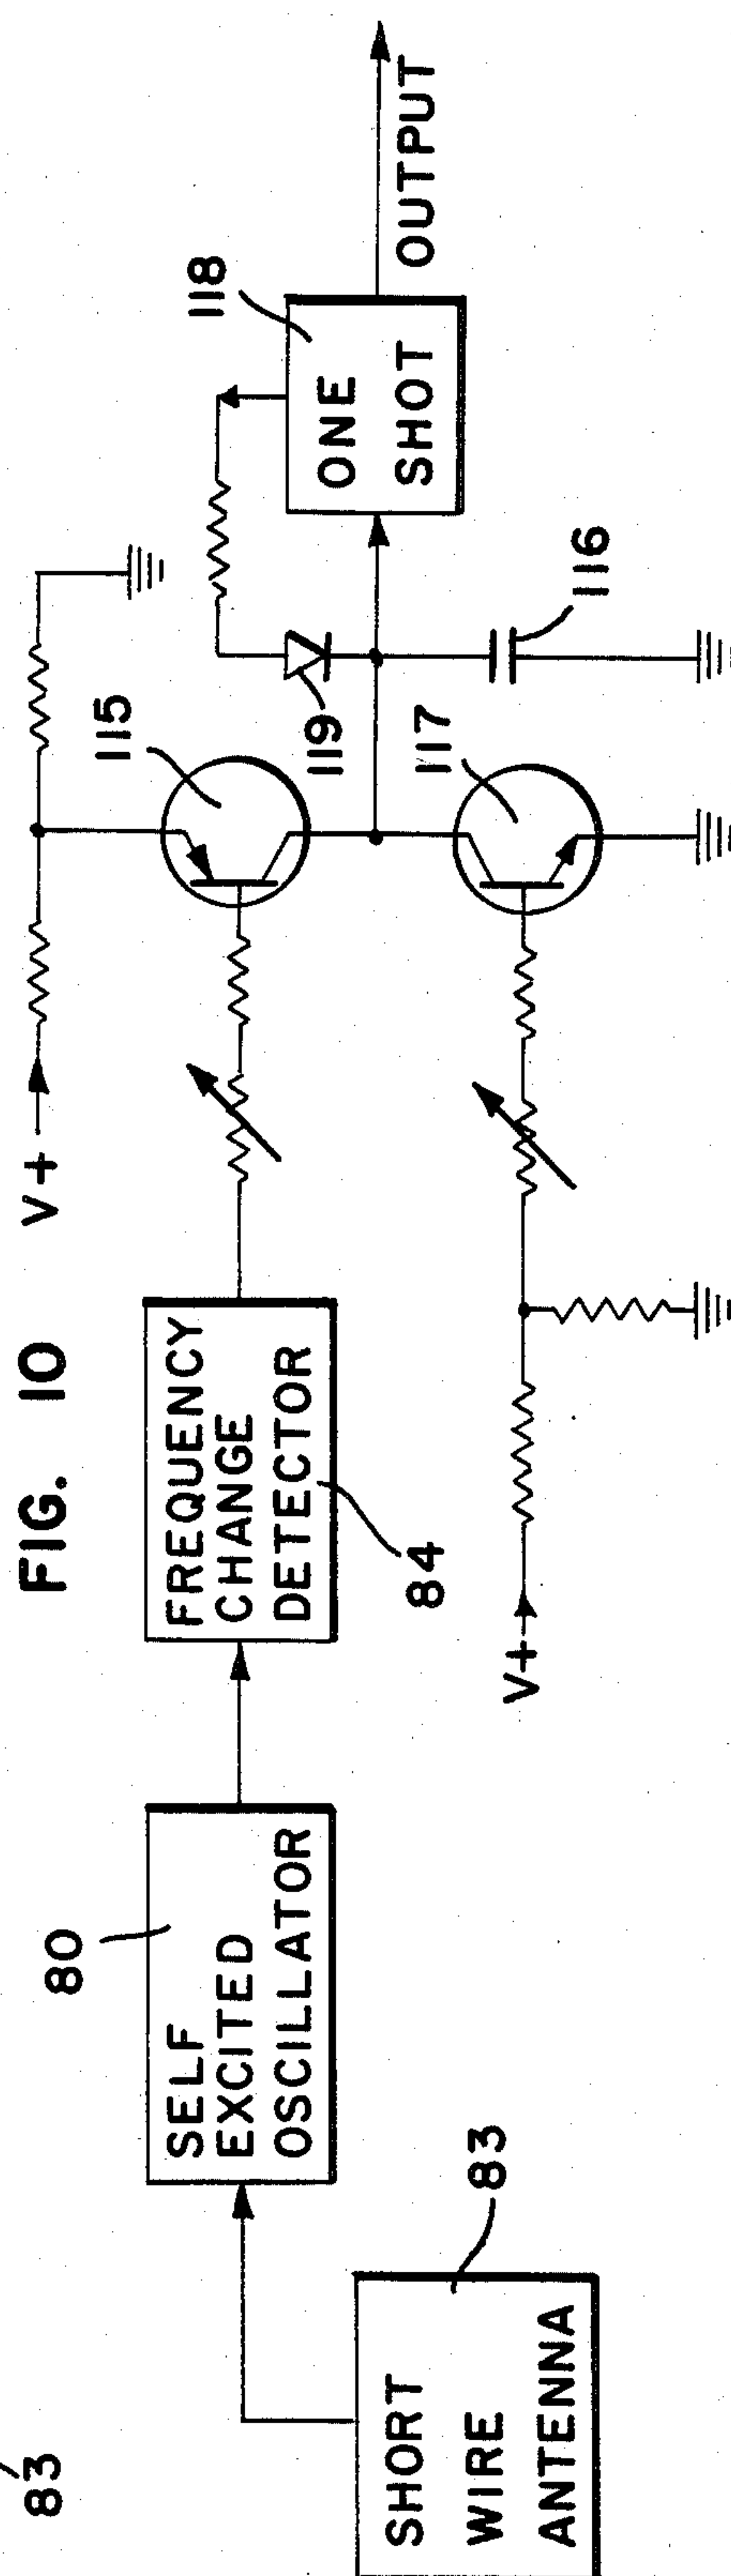 FIG. 10
83
SHORT
WIRE
ANTENNA
83
SELF
EXCITED
OSCILLATOR
80
FREQUENCY
CHANGE
DETECTOR
84
V+
V+
115
117
119
116
ONE
SHOT
118
OUTPUT